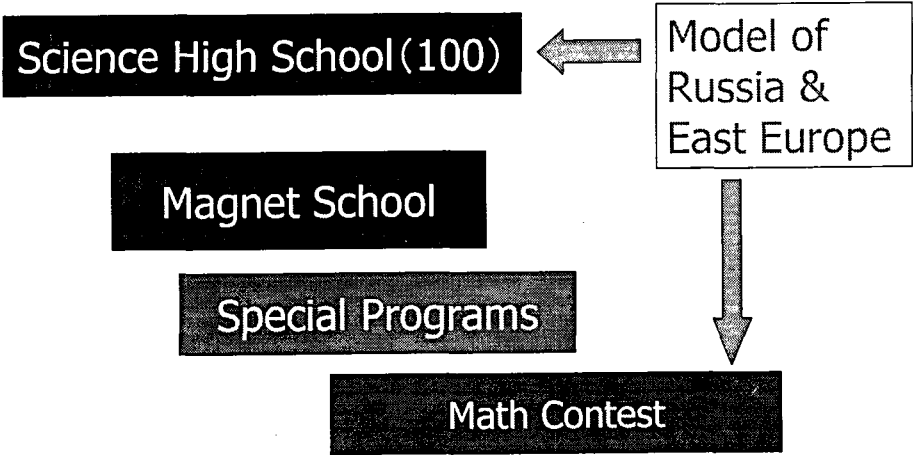 Science High School(100)
Model of
Russia &
East Europe
Magnet School
Special Programs
Math Contest